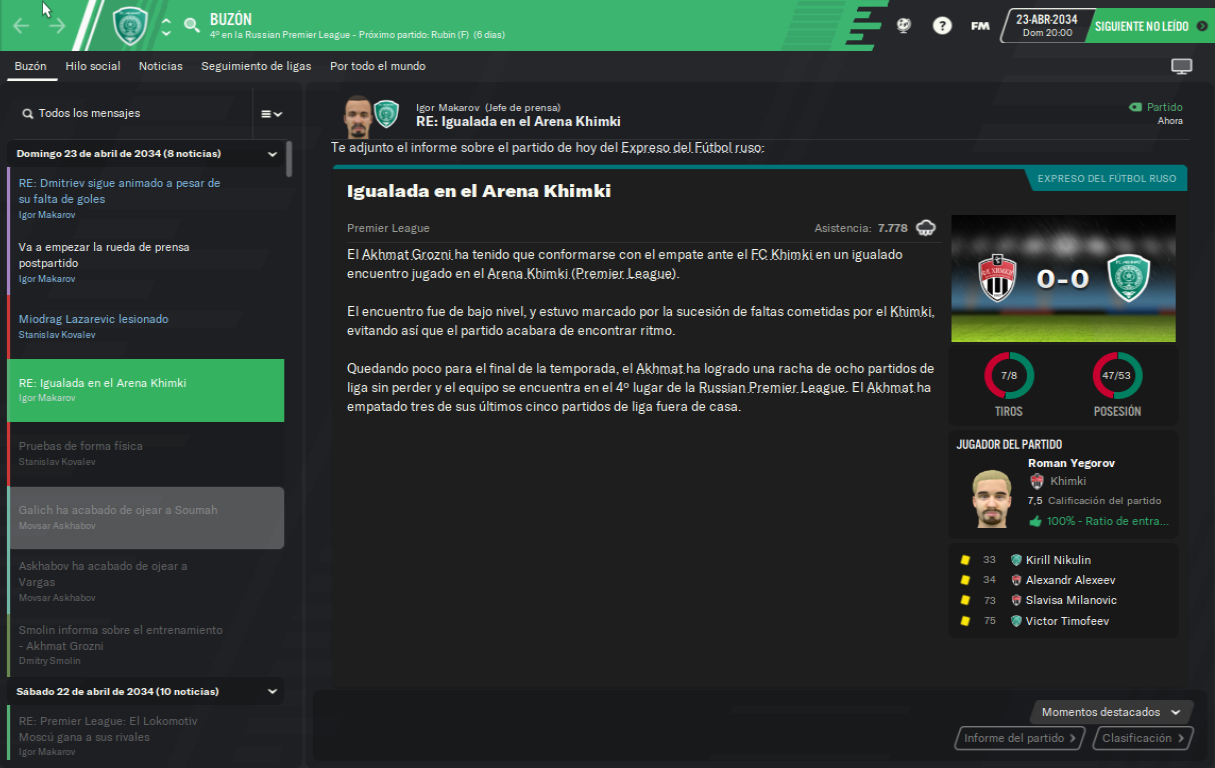 BUZÓN
4º en la Russian Premier League - Próximo partido: Rubin (F) (6 días)
?
FM
23-ABR-2034
Dom 20:00
SIGUIENTE NO LEÍDO
Buzón
Hilo social
Noticias
Seguimiento de ligas
Por todo el mundo
Todos los mensajes
Domingo 23 de abril de 2034 (8 noticias)
RE: Dmitriev sigue animado a pesar de
su falta de goles
Igor Makarov
Va a empezar la rueda de prensa
postpartido
Igor Makarov
Miodrag Lazarevic lesionado
Stanislav Kovalev
RE: Igualada en el Arena Khimki
Igor Makarov
Pruebas de forma física
Stanislav Kovalev
Galich ha acabado de ojear a Soumah
Movsar Askhabov
Askhabov ha acabado de ojear a
Vargas
Movsar Askhabov
Smolin informa sobre el entrenamiento
- Akhmat Grozni
Dmitry Smolin
Sábado 22 de abril de 2034 (10 noticias)
RE: Premier League: El Lokomotiv
Moscú gana a sus rivales
Igor Makarov
Igor Makarov (Jefe de prensa)
RE: Igualada en el Arena Khimki
Partido
Ahora
Te adjunto el informe sobre el partido de hoy del Expreso del Fútbol ruso:
EXPRESO DEL FÚTBOL RUSO
Igualada en el Arena Khimki
Premier League
Asistencia: 7.778
El Akhmat Grozni ha tenido que conformarse con el empate ante el FC Khimki en un igualado
encuentro jugado en el Arena Khimki (Premier League).
El encuentro fue de bajo nivel, y estuvo marcado por la sucesión de faltas cometidas por el Khimki,
evitando así que el partido acabara de encontrar ritmo.
Quedando poco para el final de la temporada, el Akhmat ha logrado una racha de ocho partidos de
liga sin perder y el equipo se encuentra en el 4º lugar de la Russian Premier League. El Akhmat ha
empatado tres de sus últimos cinco partidos de liga fuera de casa.
0-0
7/8
TIROS
47/53
POSESIÓN
JUGADOR DEL PARTIDO
Roman Yegorov
Khimki
7,5 Calificación del partido
100% - Ratio de entra...
33 Kirill Nikulin
34 Alexandr Alexeev
73 Slavisa Milanovic
75 Victor Timofeev
Momentos destacados
Informe del partido
Clasificación